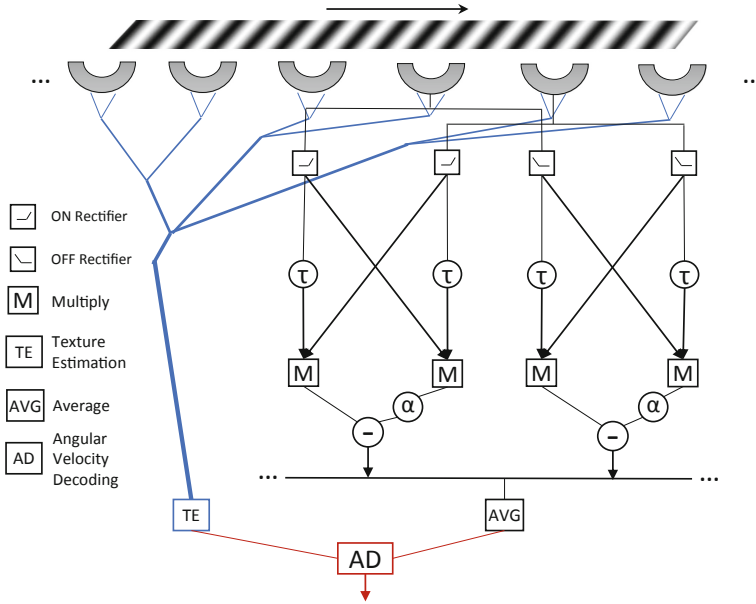 ... ...
τ τ τ τ
ON Rectifier
OFF Rectifier
M Multiply
TE Texture
Estimation
AVG Average
AD Angular
Velocity
Decoding
M M M M
α α
- -
... ...
TE AVG
AD